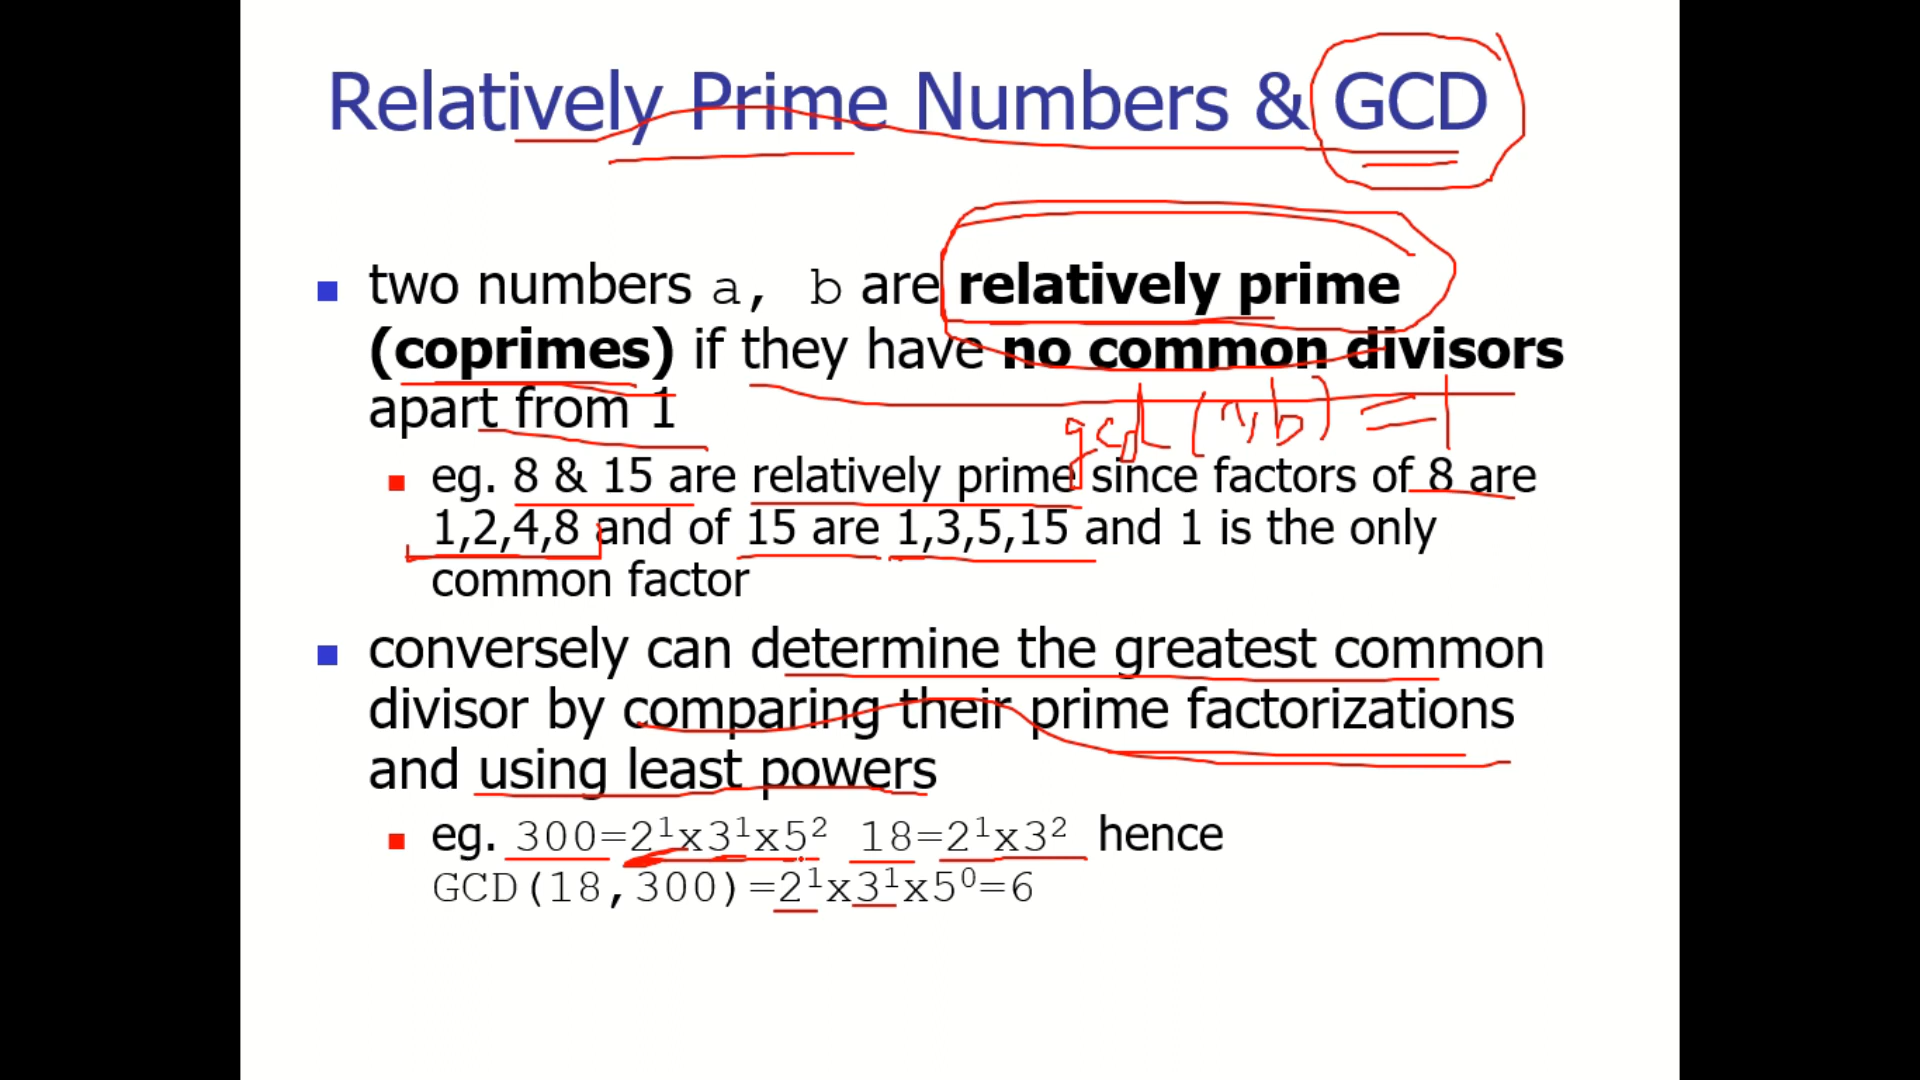 Relatively Prime Numbers & GCD
two numbers a, b are relatively prime
(coprimes) if they have no common divisors
apart from 1
gcd (a,b) = 1
eg. 8 & 15 are relatively prime since factors of 8 are
1,2,4,8 and of 15 are 1,3,5,15 and 1 is the only
common factor
conversely can determine the greatest common
divisor by comparing their prime factorizations
and using least powers
eg. 300=2¹x3¹x5² 18=2¹x3² hence
GCD(18,300)=2¹x3¹x5⁰=6